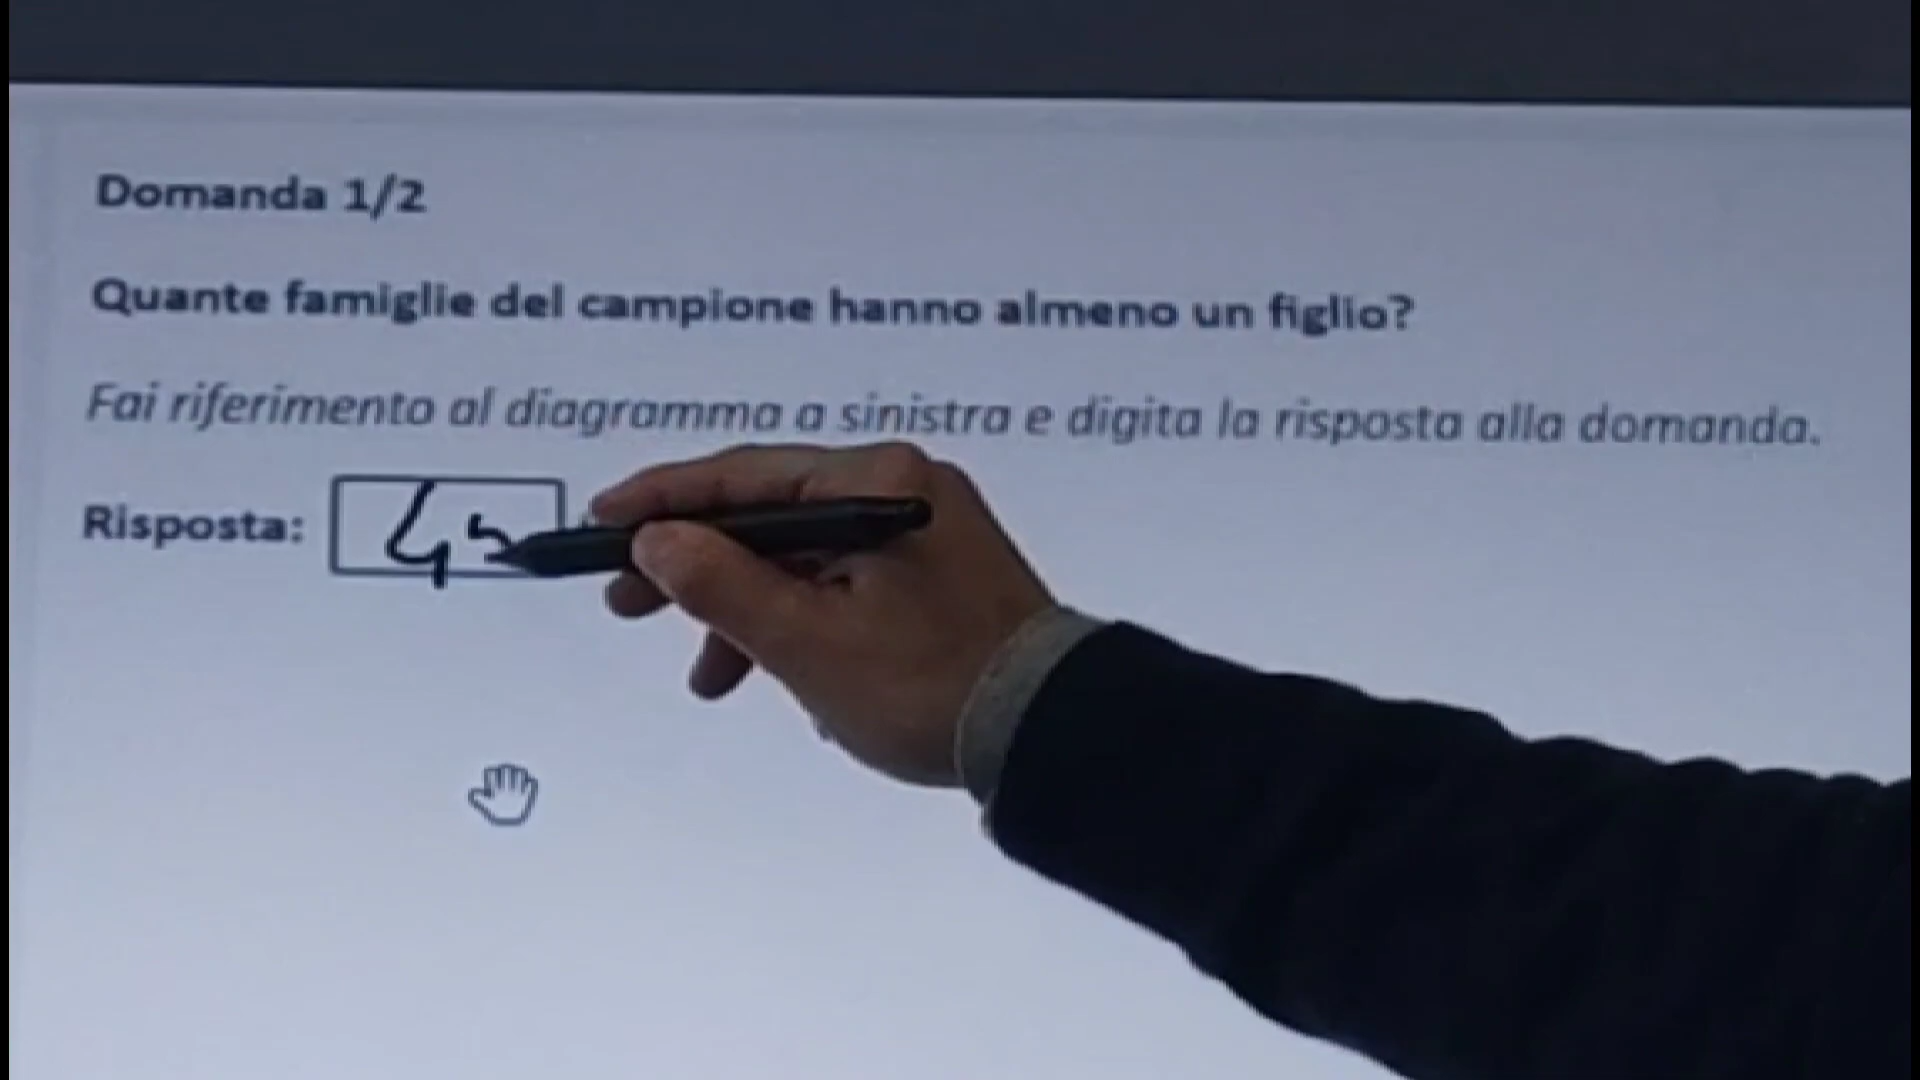 Domanda 1/2
Quante famiglie del campione hanno almeno un figlio?
Fai riferimento al diagramma a sinistra e digita la risposta alla domanda.
Risposta: 45